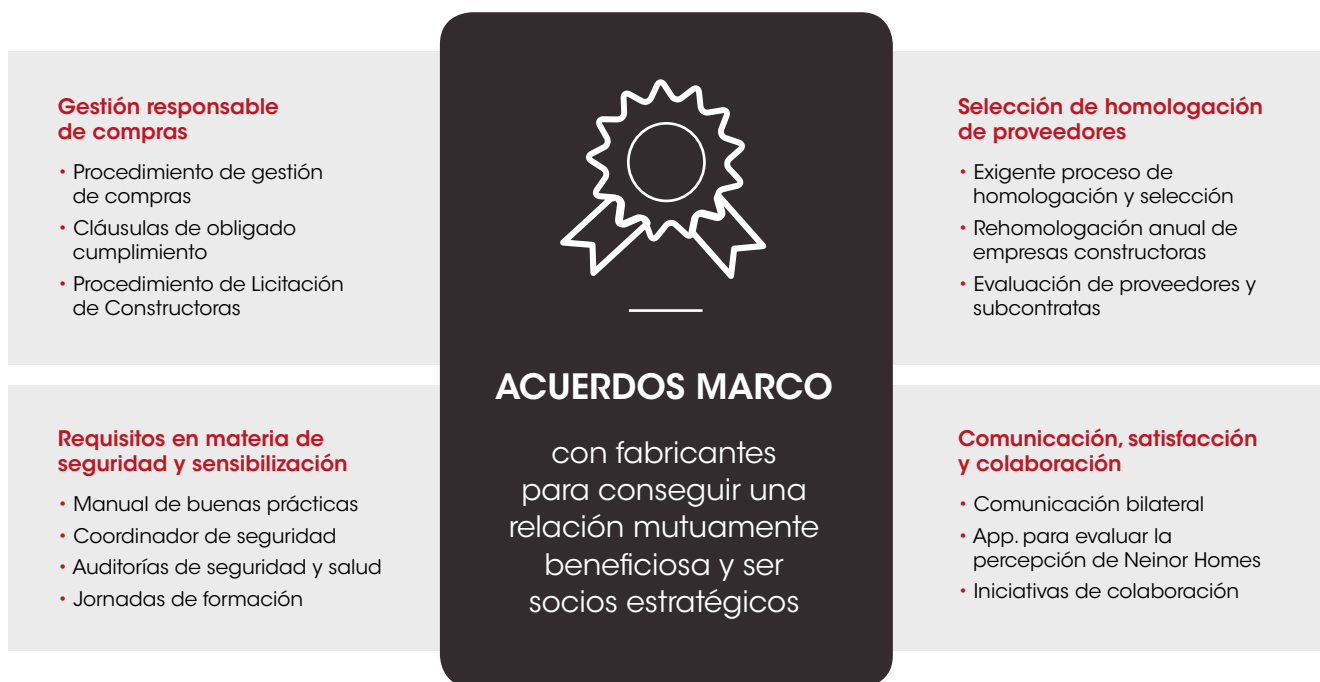 Gestión responsable
de compras
• Procedimiento de gestión
de compras
• Cláusulas de obligado
cumplimiento
• Procedimiento de Licitación
de Constructoras
Requisitos en materia de
seguridad y sensibilización
• Manual de buenas prácticas
• Coordinador de seguridad
• Auditorías de seguridad y salud
• Jornadas de formación
ACUERDOS MARCO
con fabricantes
para conseguir una
relación mutuamente
beneficiosa y ser
socios estratégicos
Selección de homologación
de proveedores
• Exigente proceso de
homologación y selección
• Rehomologación anual de
empresas constructoras
• Evaluación de proveedores y
subcontratas
Comunicación, satisfacción
y colaboración
• Comunicación bilateral
• App. para evaluar la
percepción de Neinor Homes
• Iniciativas de colaboración